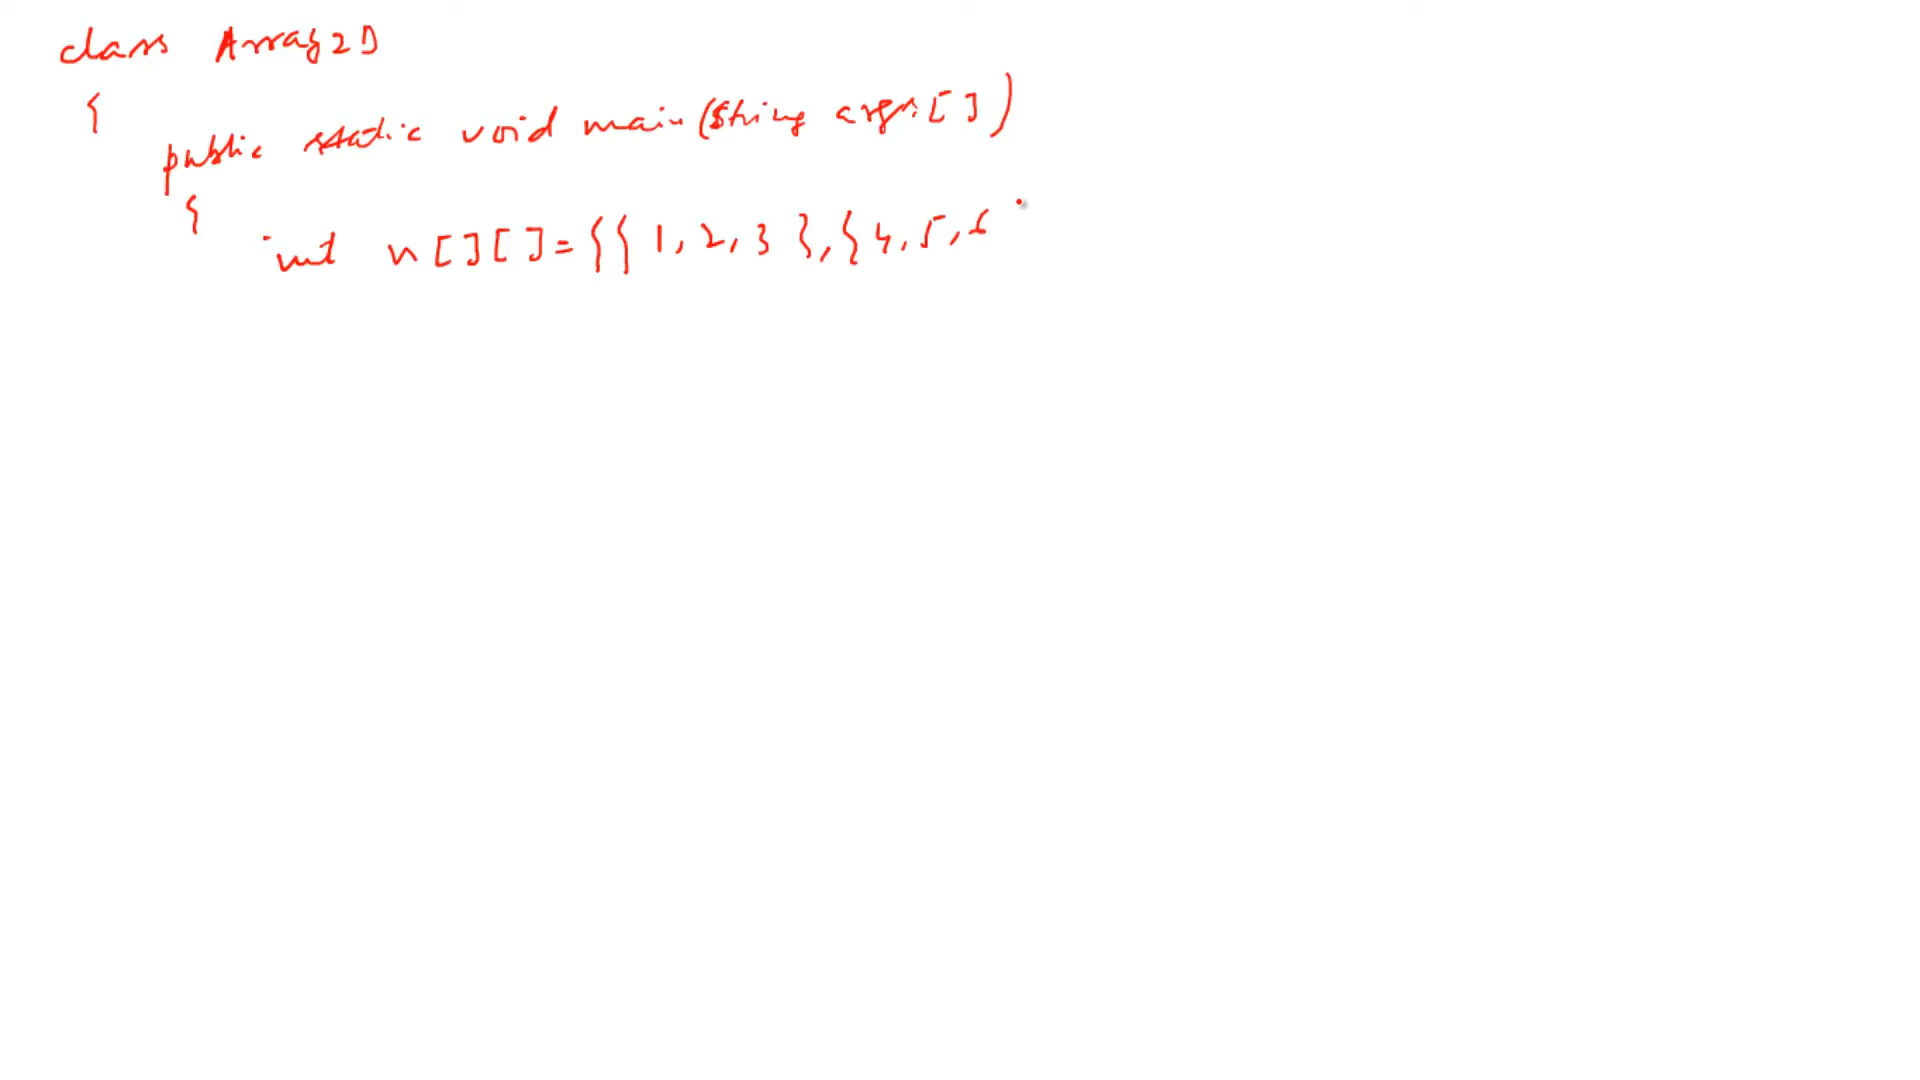 class Array2D
{
public static void main(String args[])
{
int n[][]={{1,2,3},{4,5,6